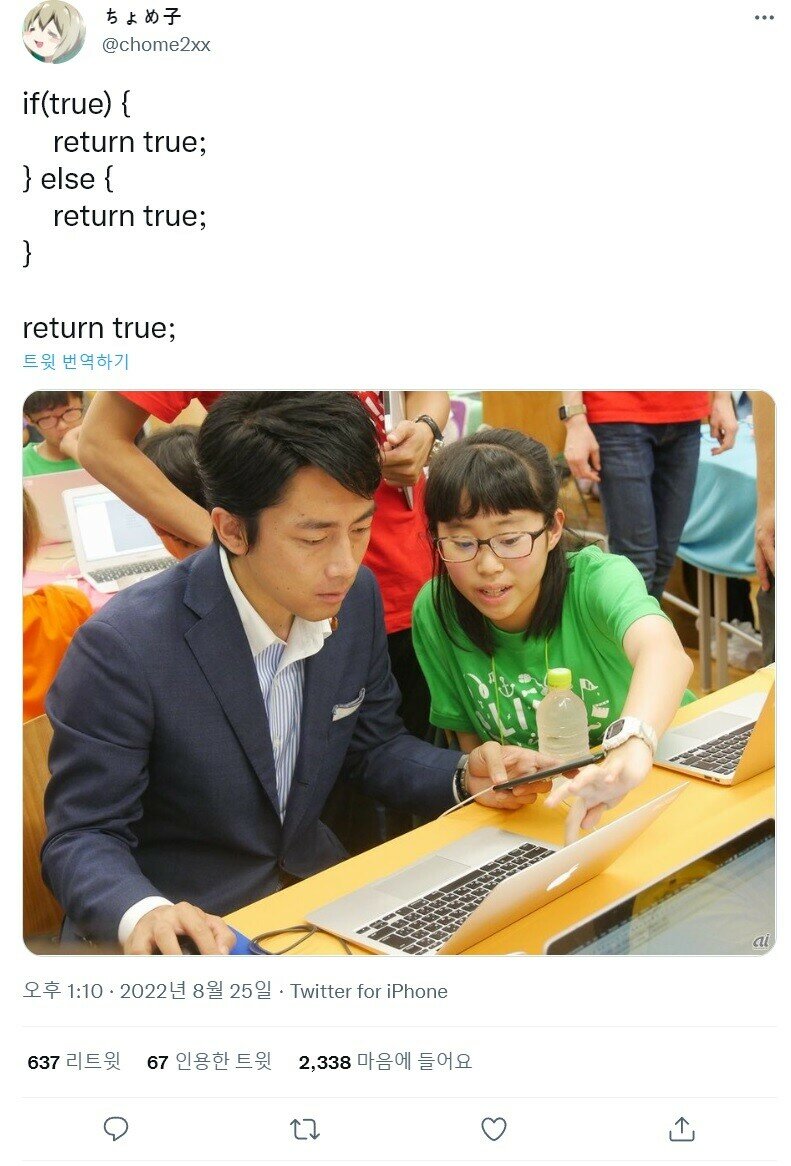 ちょめ子
@chome2xx
if(true) {
    return true;
} else {
    return true;
}
return true;
트윗 번역하기
ai
오후 1:10 · 2022년 8월 25일 · Twitter for iPhone
637 리트윗 67 인용한 트윗 2,338 마음에 들어요